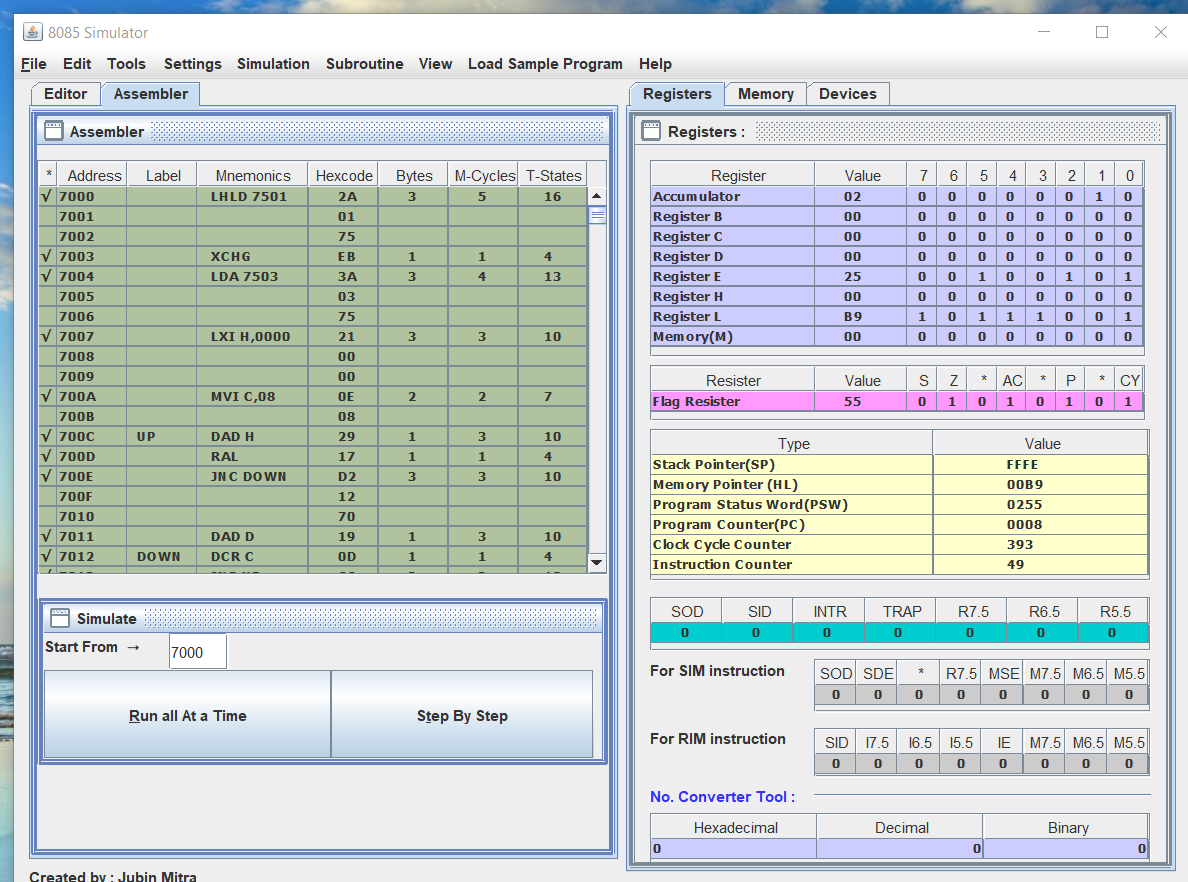 8085 Simulator
File Edit Tools Settings Simulation Subroutine View Load Sample Program Help
Editor Assembler
Assembler
* Address Label Mnemonics Hexcode Bytes M-Cycles T-States
√ 7000 LHLD 7501 2A 3 5 16
7001 01
7002 75
√ 7003 XCHG EB 1 1 4
√ 7004 LDA 7503 3A 3 4 13
7005 03
7006 75
√ 7007 LXI H,0000 21 3 3 10
7008 00
7009 00
√ 700A MVI C,08 0E 2 2 7
700B 08
√ 700C UP DAD H 29 1 3 10
√ 700D RAL 17 1 1 4
√ 700E JNC DOWN D2 3 3 10
700F 12
7010 70
√ 7011 DAD D 19 1 3 10
√ 7012 DOWN DCR C 0D 1 1 4
Simulate
Start From → 7000
Run all At a Time Step By Step
Created by : Jubin Mitra
Registers Memory Devices
Registers :
Register Value 7 6 5 4 3 2 1 0
Accumulator 02 0 0 0 0 0 0 1 0
Register B 00 0 0 0 0 0 0 0 0
Register C 00 0 0 0 0 0 0 0 0
Register D 00 0 0 0 0 0 0 0 0
Register E 25 0 0 1 0 0 1 0 1
Register H 00 0 0 0 0 0 0 0 0
Register L B9 1 0 1 1 1 0 0 1
Memory(M) 00 0 0 0 0 0 0 0 0
Resister Value S Z * AC * P * CY
Flag Resister 55 0 1 0 1 0 1 0 1
Type Value
Stack Pointer(SP) FFFE
Memory Pointer (HL) 00B9
Program Status Word(PSW) 0255
Program Counter(PC) 0008
Clock Cycle Counter 393
Instruction Counter 49
SOD SID INTR TRAP R7.5 R6.5 R5.5
0 0 0 0 0 0 0
For SIM instruction
SOD SDE * R7.5 MSE M7.5 M6.5 M5.5
0 0 0 0 0 0 0 0
For RIM instruction
SID I7.5 I6.5 I5.5 IE M7.5 M6.5 M5.5
0 0 0 0 0 0 0 0
No. Converter Tool :
Hexadecimal Decimal Binary
0 0 0